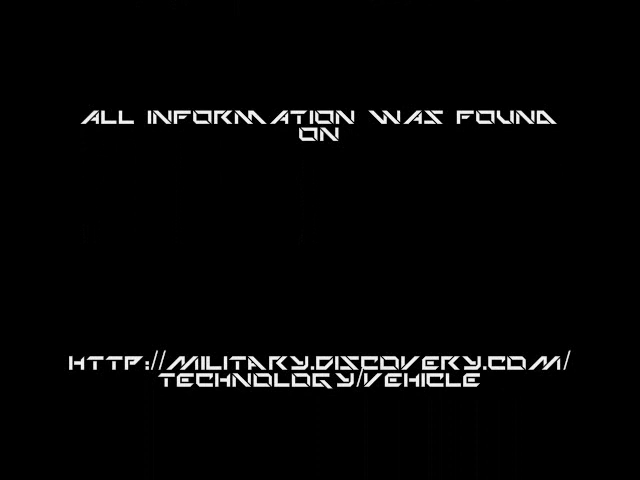 ALL INFORMATION WAS FOUND
ON
HTTP://MILITARY.DISCOVERY.COM/
TECHNOLOGY/VEHICLE